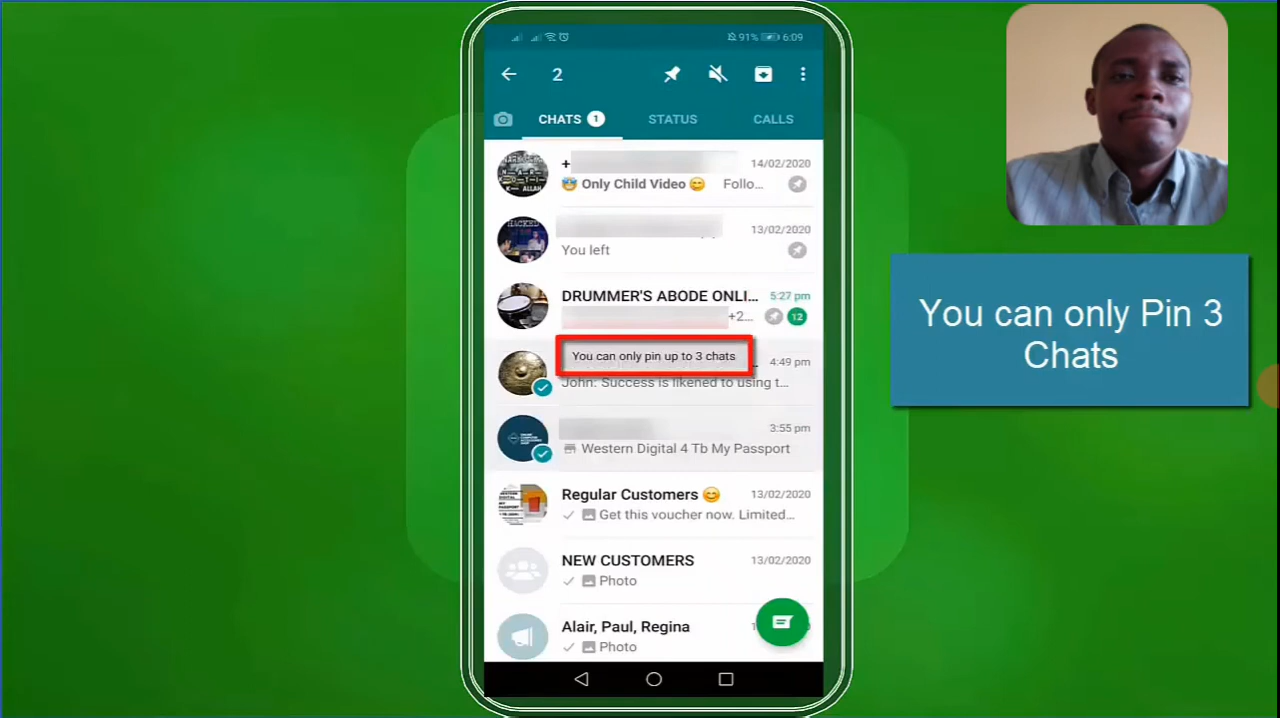 91% 6:09
2
CHATS 1 STATUS CALLS
+ 14/02/2020
🤓 Only Child Video 😊 Follo...
13/02/2020
You left
DRUMMER'S ABODE ONLI... 5:27 pm
+2... 12
You can only pin up to 3 chats
4:49 pm
John: Success is likened to using t...
3:55 pm
Western Digital 4 Tb My Passport
Regular Customers 😊 13/02/2020
Get this voucher now. Limited...
NEW CUSTOMERS 13/02/2020
Photo
Alair, Paul, Regina
Photo
You can only Pin 3
Chats
HACKED